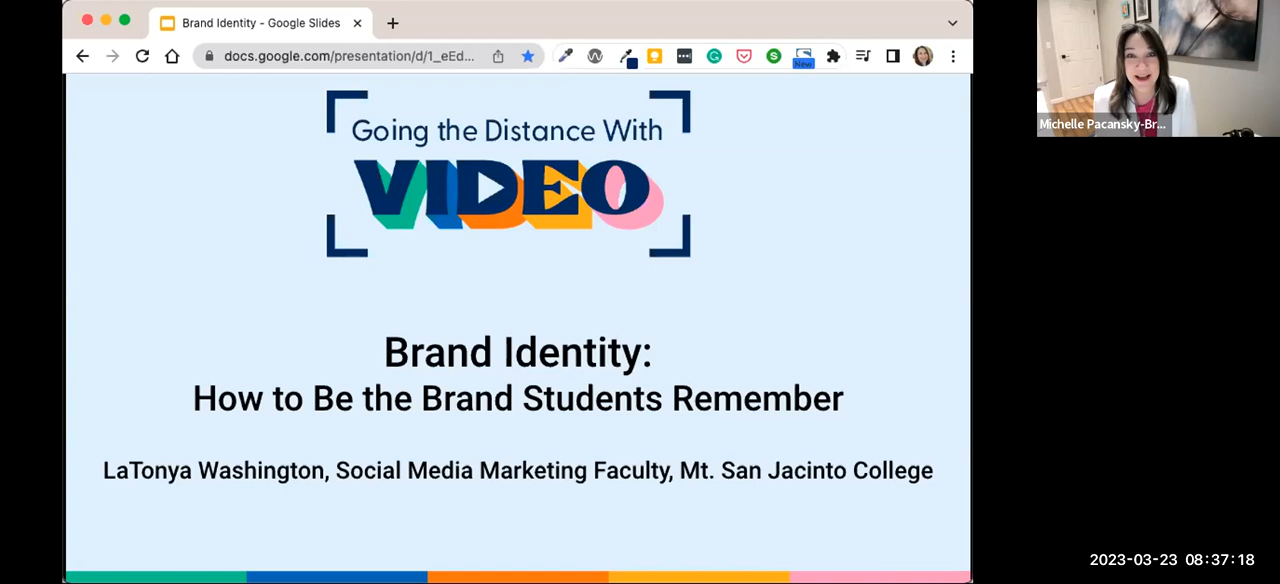 Brand Identity - Google Slides
docs.google.com/presentation/d/1_eEd...
New
Going the Distance With
VIDEO
Brand Identity:
How to Be the Brand Students Remember
LaTonya Washington, Social Media Marketing Faculty, Mt. San Jacinto College
Michelle Pacansky-Br...
2023-03-23 08:37:18